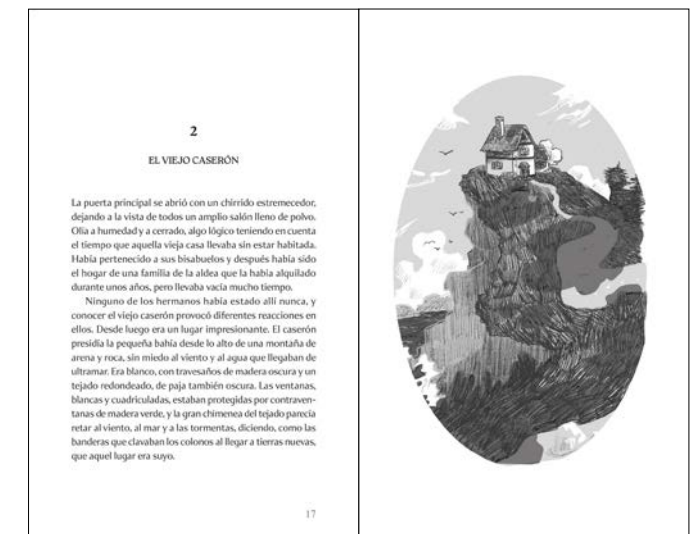 2
EL VIEJO CASERÓN
La puerta principal se abrió con un chirrido estremecedor,
dejando a la vista de todos un amplio salón lleno de polvo.
Olía a humedad y a cerrado, algo lógico teniendo en cuenta
el tiempo que aquella vieja casa llevaba sin estar habitada.
Había pertenecido a sus bisabuelos y después había sido
el hogar de una familia de la aldea que la había alquilado
durante unos años, pero llevaba vacía mucho tiempo.
Ninguno de los hermanos había estado allí nunca, y
conocer el viejo caserón provocó diferentes reacciones en
ellos. Desde luego era un lugar impresionante. El caserón
presidía la pequeña bahía desde lo alto de una montaña de
arena y roca, sin miedo al viento y al agua que llegaban de
ultramar. Era blanco, con travesaños de madera oscura y un
tejado redondeado, de paja también oscura. Las ventanas,
blancas y cuadriculadas, estaban protegidas por contraven-
tanas de madera verde, y la gran chimenea del tejado parecía
retar al viento, al mar y a las tormentas, diciendo, como las
banderas que clavaban los colonos al llegar a tierras nuevas,
que aquel lugar era suyo.
17